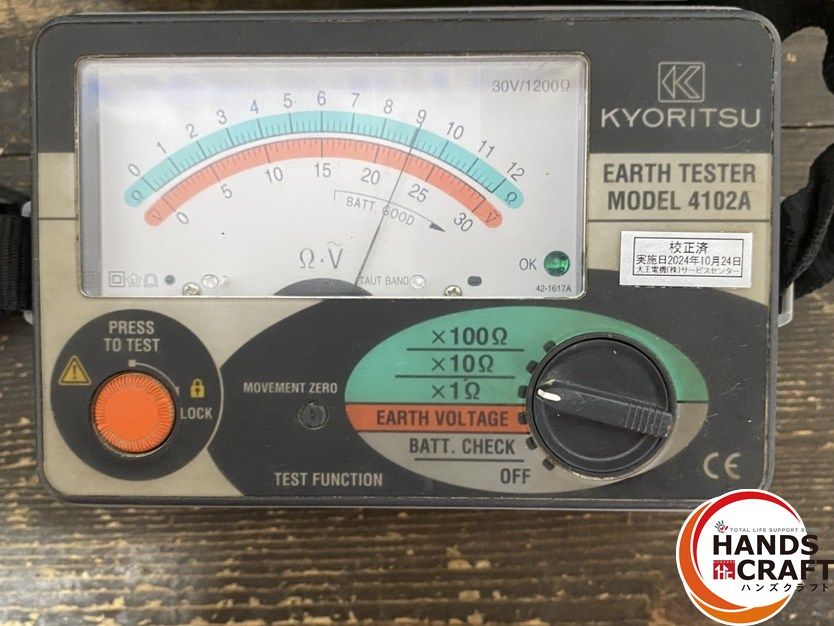 30V/1200Ω
0 1 2 3 4 5 6 7 8 9 10 11 12
Ω Ω
0 5 10 15 20 25 30
V Ṽ
BATT. GOOD
Ω·Ṽ
TAUT BAND
OK
42-1617A
KYORITSU
EARTH TESTER
MODEL 4102A
校正済
実施日2024年10月24日
大王電機(株)サービスセンター
PRESS
TO TEST
LOCK
MOVEMENT ZERO
TEST FUNCTION
×100Ω
×10Ω
×1Ω
EARTH VOLTAGE
BATT. CHECK
OFF
CE
TOTAL LIFE SUPPORT S
HANDS
CRAFT
ハンズクラフト